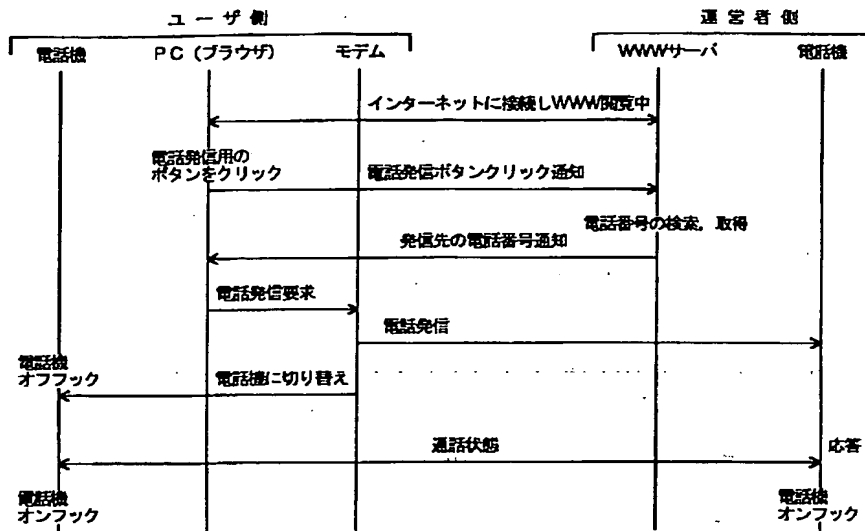 ユーザ側
運営者側
電話機
PC(ブラウザ)
モデム
WWWサーバ
電話機
インターネットに接続しWWW閲覧中
電話発信用の
ボタンをクリック
電話発信ボタンクリック通知
電話番号の検索,取得
発信先の電話番号通知
電話発信要求
電話発信
電話機
オフフック
電話機に切り替え
通話状態
応答
電話機
オンフック
電話機
オンフック